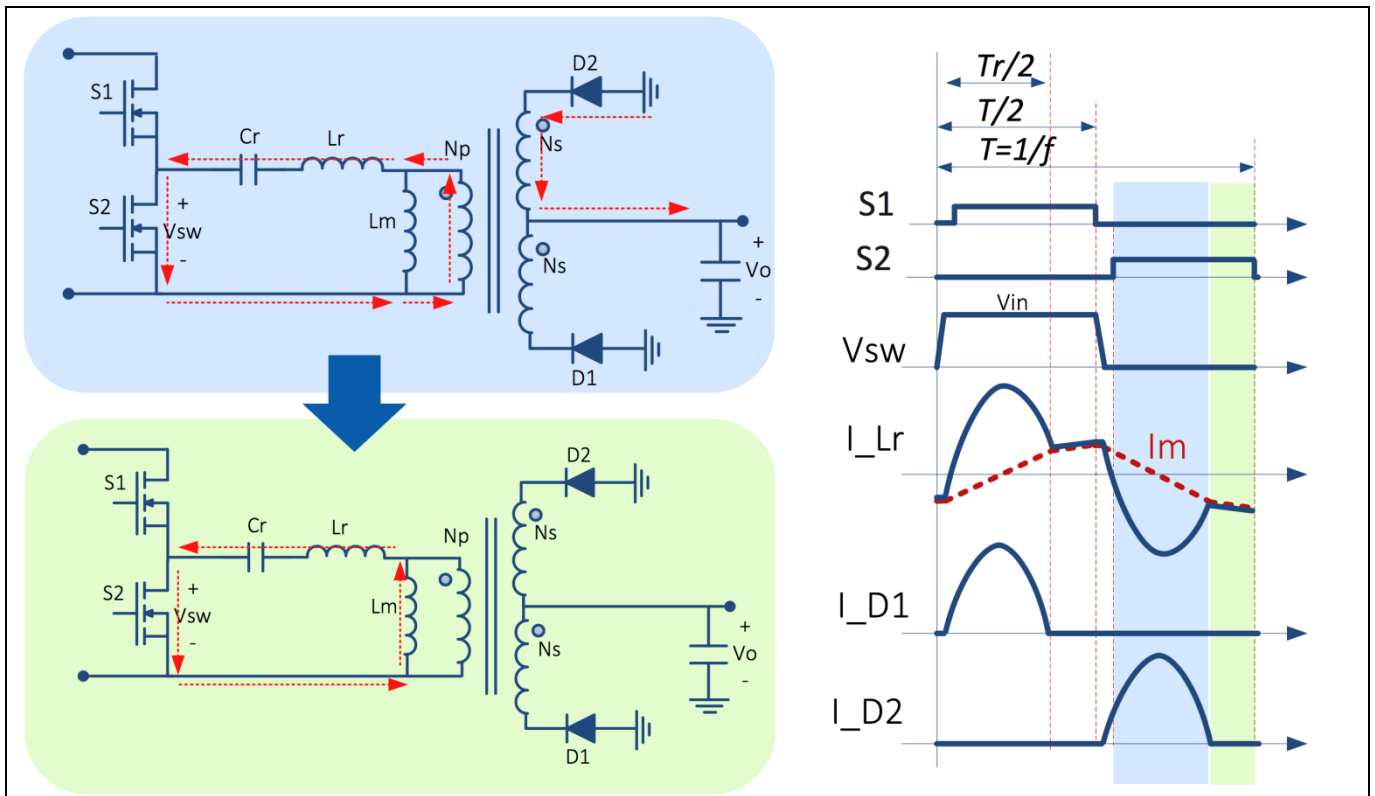 D2
S1
Cr
Lr
Np
Ns
S2
+
Vsw
-
Lm
Ns
+
Vo
-
D1
D2
S1
Cr
Lr
Np
Ns
S2
+
Vsw
-
Lm
Ns
+
Vo
-
D1
Tr/2
T/2
T=1/f
S1
S2
Vin
Vsw
I_Lr
Im
I_D1
I_D2